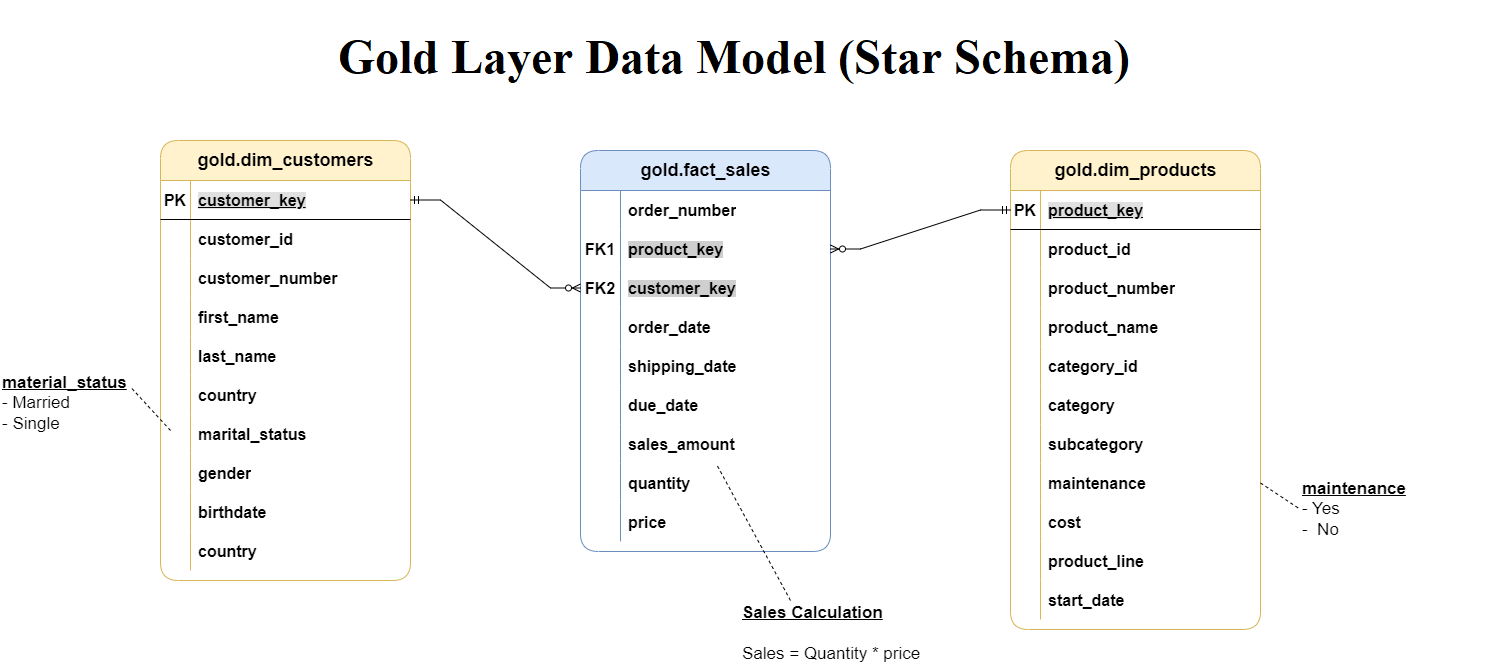 Gold Layer Data Model (Star Schema)
gold.dim_customers
PK customer_key
customer_id
customer_number
first_name
last_name
country
marital_status
gender
birthdate
country
material_status
- Married
- Single
gold.fact_sales
order_number
FK1 product_key
FK2 customer_key
order_date
shipping_date
due_date
sales_amount
quantity
price
Sales Calculation
Sales = Quantity * price
gold.dim_products
PK product_key
product_id
product_number
product_name
category_id
category
subcategory
maintenance
cost
product_line
start_date
maintenance
- Yes
- No